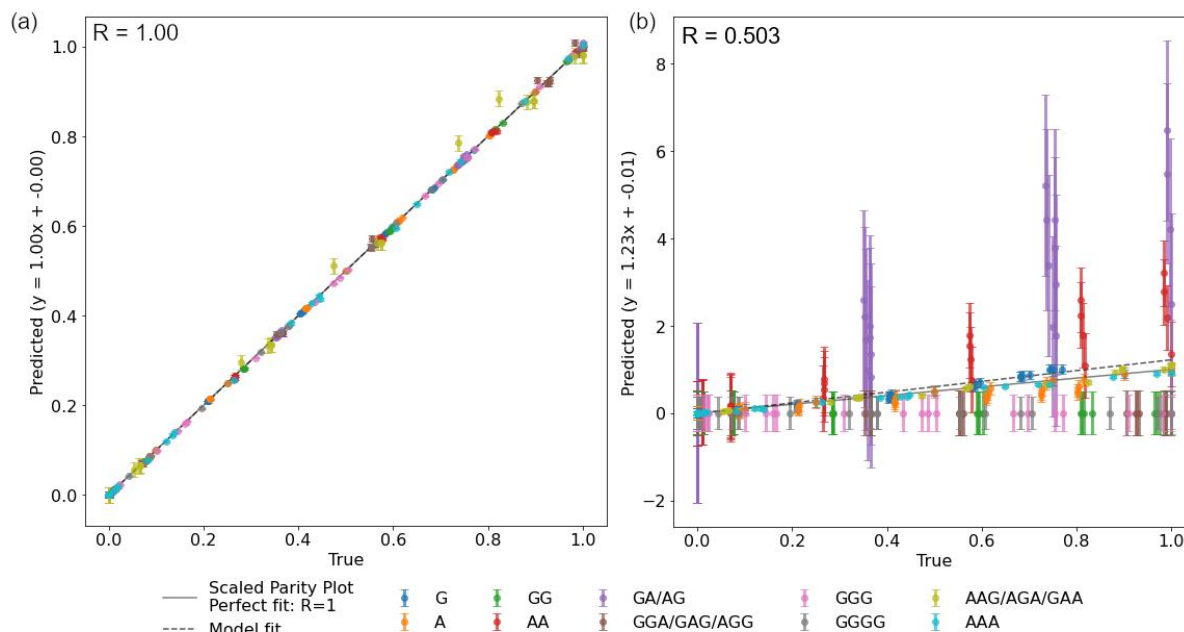 (a)
R = 1.00
1.0
0.8
0.6
0.4
0.2
0.0
Predicted (y = 1.00x + -0.00)
0.0 0.2 0.4 0.6 0.8 1.0
True
(b)
R = 0.503
8
6
4
2
0
−2
Predicted (y = 1.23x + -0.01)
0.0 0.2 0.4 0.6 0.8 1.0
True
Scaled Parity Plot
Perfect fit: R=1
Model fit
G
A
GG
AA
GA/AG
GGA/GAG/AGG
GGG
GGGG
AAG/AGA/GAA
AAA